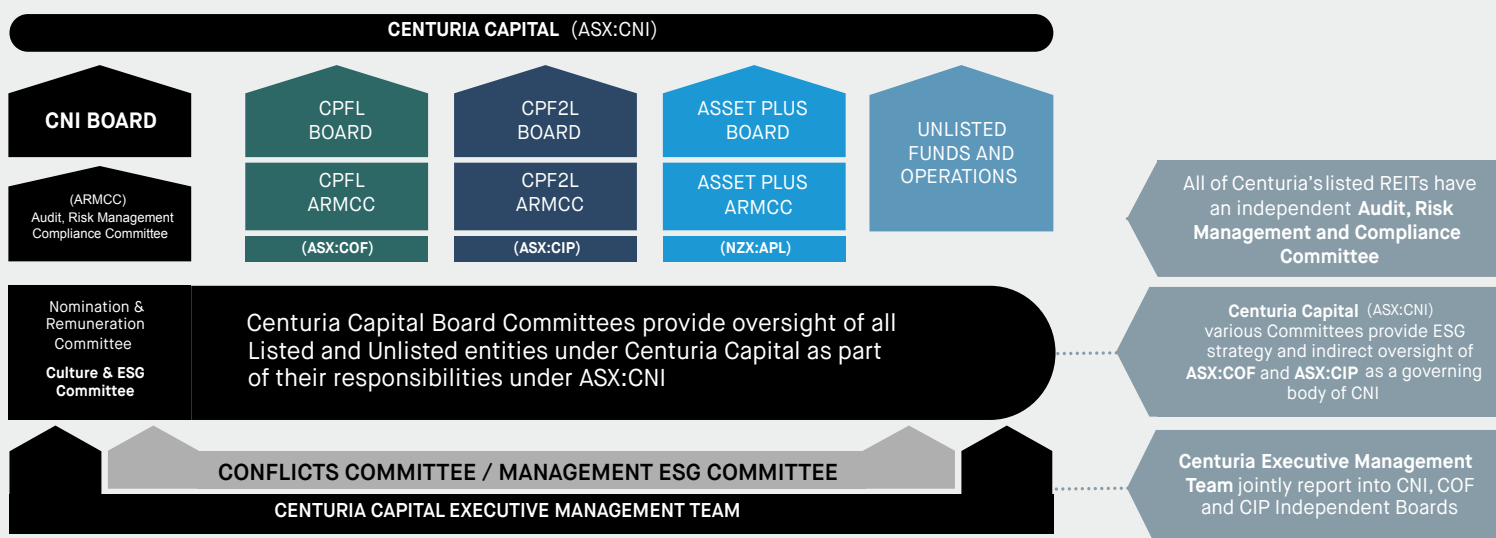 CENTURIA CAPITAL (ASX:CNI)
CNI BOARD
(ARMCC)
Audit, Risk Management
Compliance Committee
CPFL
BOARD
CPFL
ARMCC
(ASX:COF)
CPF2L
BOARD
CPF2L
ARMCC
(ASX:CIP)
ASSET PLUS
BOARD
ASSET PLUS
ARMCC
(NZX:APL)
UNLISTED
FUNDS AND
OPERATIONS
All of Centuria's listed REITs have
an independent Audit, Risk
Management and Compliance
Committee
Nomination &
Remuneration
Committee
Culture & ESG
Committee
Centuria Capital Board Committees provide oversight of all
Listed and Unlisted entities under Centuria Capital as part
of their responsibilities under ASX:CNI
Centuria Capital (ASX:CNI)
various Committees provide ESG
strategy and indirect oversight of
ASX:COF and ASX:CIP as a governing
body of CNI
CONFLICTS COMMITTEE / MANAGEMENT ESG COMMITTEE
CENTURIA CAPITAL EXECUTIVE MANAGEMENT TEAM
Centuria Executive Management
Team jointly report into CNI, COF
and CIP Independent Boards